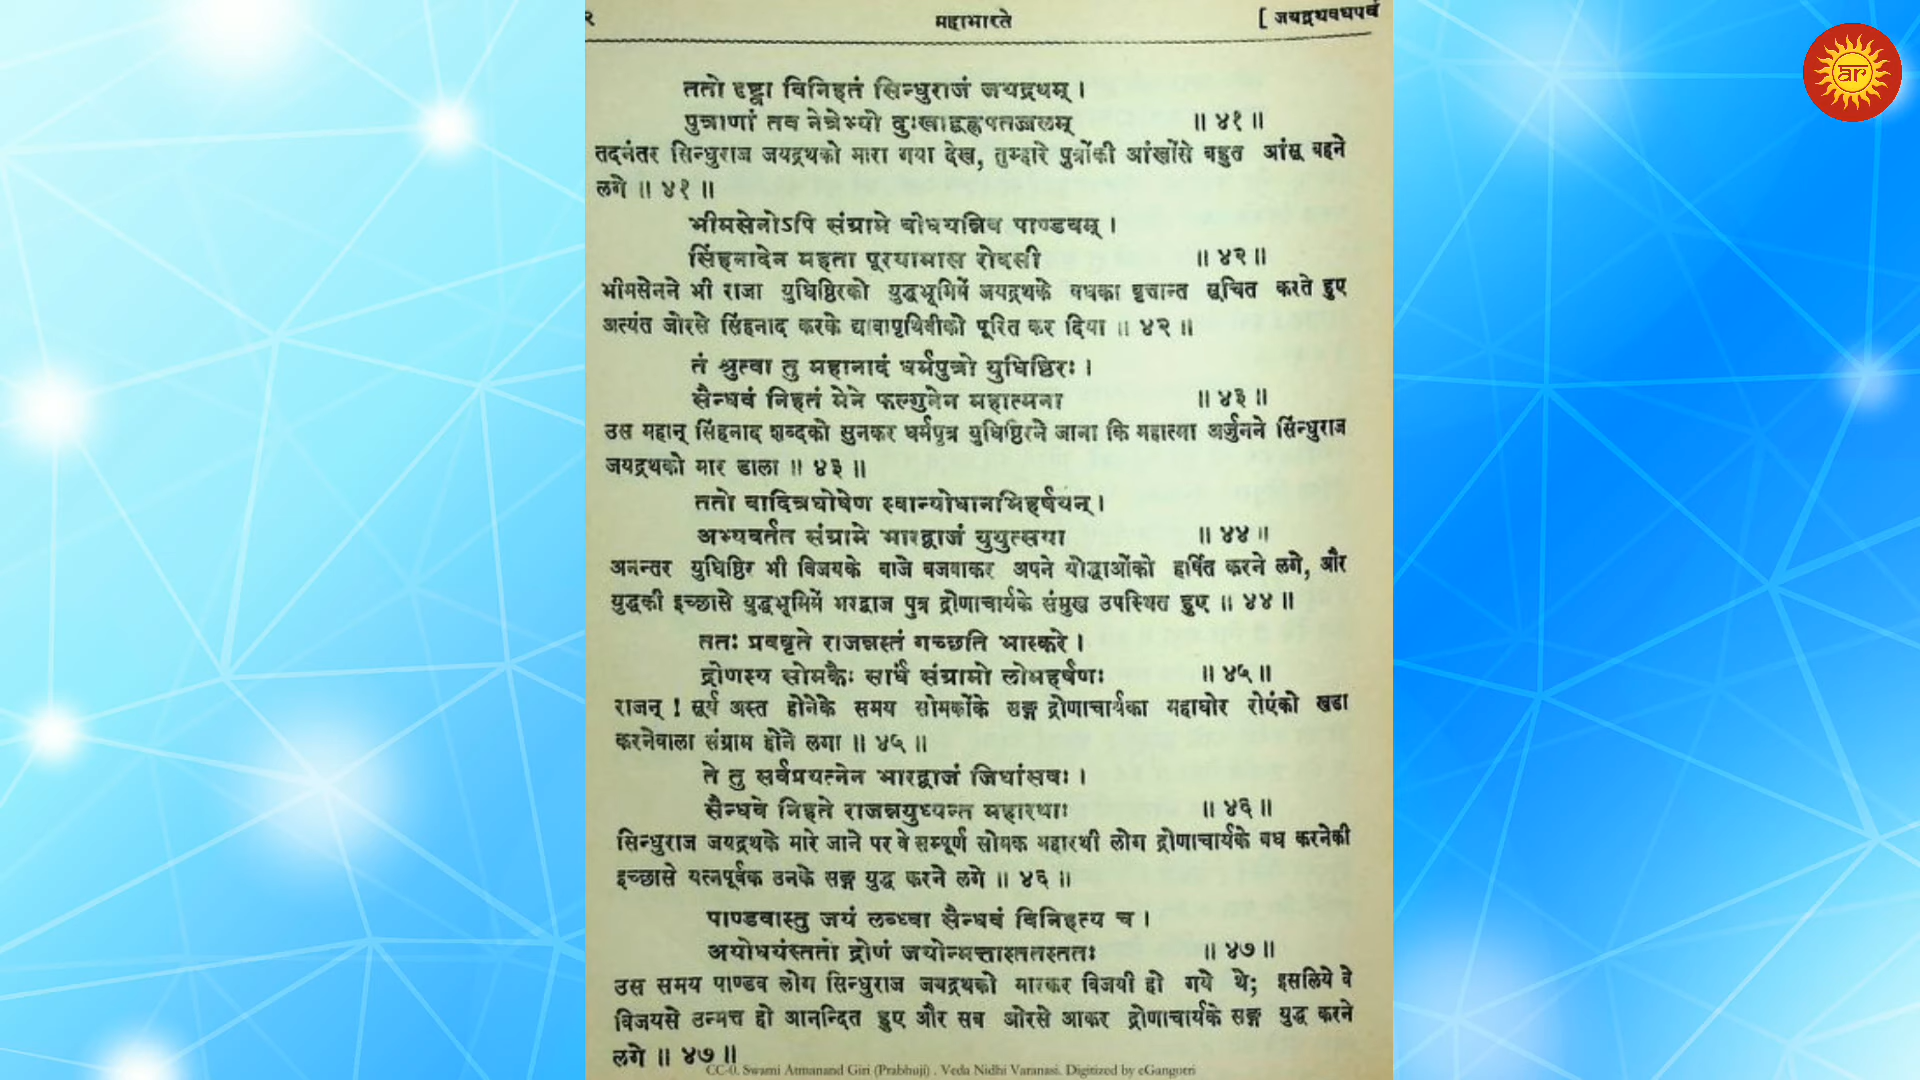 २ महाभारते [ जयद्रथवधपर्व
ततो दृष्ट्वा विनिहतं सिन्धुराजं जयद्रथम् ।
पुत्राणां तव नेत्रेभ्यो दुःखाद्बह्वपतज्जलम् ॥ ४१ ॥
तदनंतर सिन्धुराज जयद्रथको मारा गया देख, तुम्हारे पुत्रोंकी आंखोंसे बहुत आंसू बहने
लगे ॥ ४१ ॥
भीमसेनोऽपि संग्रामे बोधयन्निव पाण्डवम् ।
सिंहनादेन महता पूरयामास रोदसी ॥ ४२ ॥
भीमसेनने भी राजा युधिष्ठिरको युद्धभूमिमें जयद्रथके वधका वृत्तान्त सूचित करते हुए
अत्यंत जोरसे सिंहनाद करके द्यावापृथिवीको पूरित कर दिया ॥ ४२ ॥
तं श्रुत्वा तु महानादं धर्मपुत्रो युधिष्ठिरः ।
सैन्धवं निहतं मेने फल्गुनेन महात्मना ॥ ४३ ॥
उस महान् सिंहनाद शब्दको सुनकर धर्मपुत्र युधिष्ठिरने जाना कि महात्मा अर्जुनने सिंन्धुराज
जयद्रथको मार डाला ॥ ४३ ॥
ततो वादित्रघोषेण स्वान्योधानभिहर्षयन् ।
अभ्यवर्तत संग्रामे भारद्वाजं युयुत्सया ॥ ४४ ॥
अनन्तर युधिष्ठिर भी विजयके बाजे बजवाकर अपने योद्धाओंको हर्षित करने लगे, और
युद्धकी इच्छासे युद्धभूमिमें भरद्वाज पुत्र द्रोणाचार्यके संमुख उपस्थित हुए ॥ ४४ ॥
ततः प्रववृते राजन्नस्तं गच्छति भास्करे ।
द्रोणस्य सोमकैः सार्धं संग्रामो लोमहर्षणः ॥ ४५ ॥
राजन् ! सूर्य अस्त होनेके समय सोमकोंके सङ्ग द्रोणाचार्यका महाघोर रोएंको खडा
करनेवाला संग्राम होने लगा ॥ ४५ ॥
ते तु सर्वप्रयत्नेन भारद्वाजं जिघांसवः ।
सैन्धवे निहते राजन्नयुध्यन्त महारथाः ॥ ४६ ॥
सिन्धुराज जयद्रथके मारे जाने पर वे सम्पूर्ण सोमक महारथी लोग द्रोणाचार्यके वध करनेकी
इच्छासे यत्नपूर्वक उनके सङ्ग युद्ध करने लगे ॥ ४६ ॥
पाण्डवास्तु जयं लब्ध्वा सैन्धवं विनिहत्य च ।
अयोधयंस्ततो द्रोणं जयोन्मत्तास्ततस्ततः ॥ ४७ ॥
उस समय पाण्डव लोग सिन्धुराज जयद्रथको मारकर विजयी हो गये थे; इसलिये वे
विजयसे उन्मत्त हो आनन्दित हुए और सब ओरसे आकर द्रोणाचार्यके सङ्ग युद्ध करने
लगे ॥ ४७ ॥
CC-0. Swami Atmanand Giri (Prabhuji) . Veda Nidhi Varanasi. Digitized by eGangotri